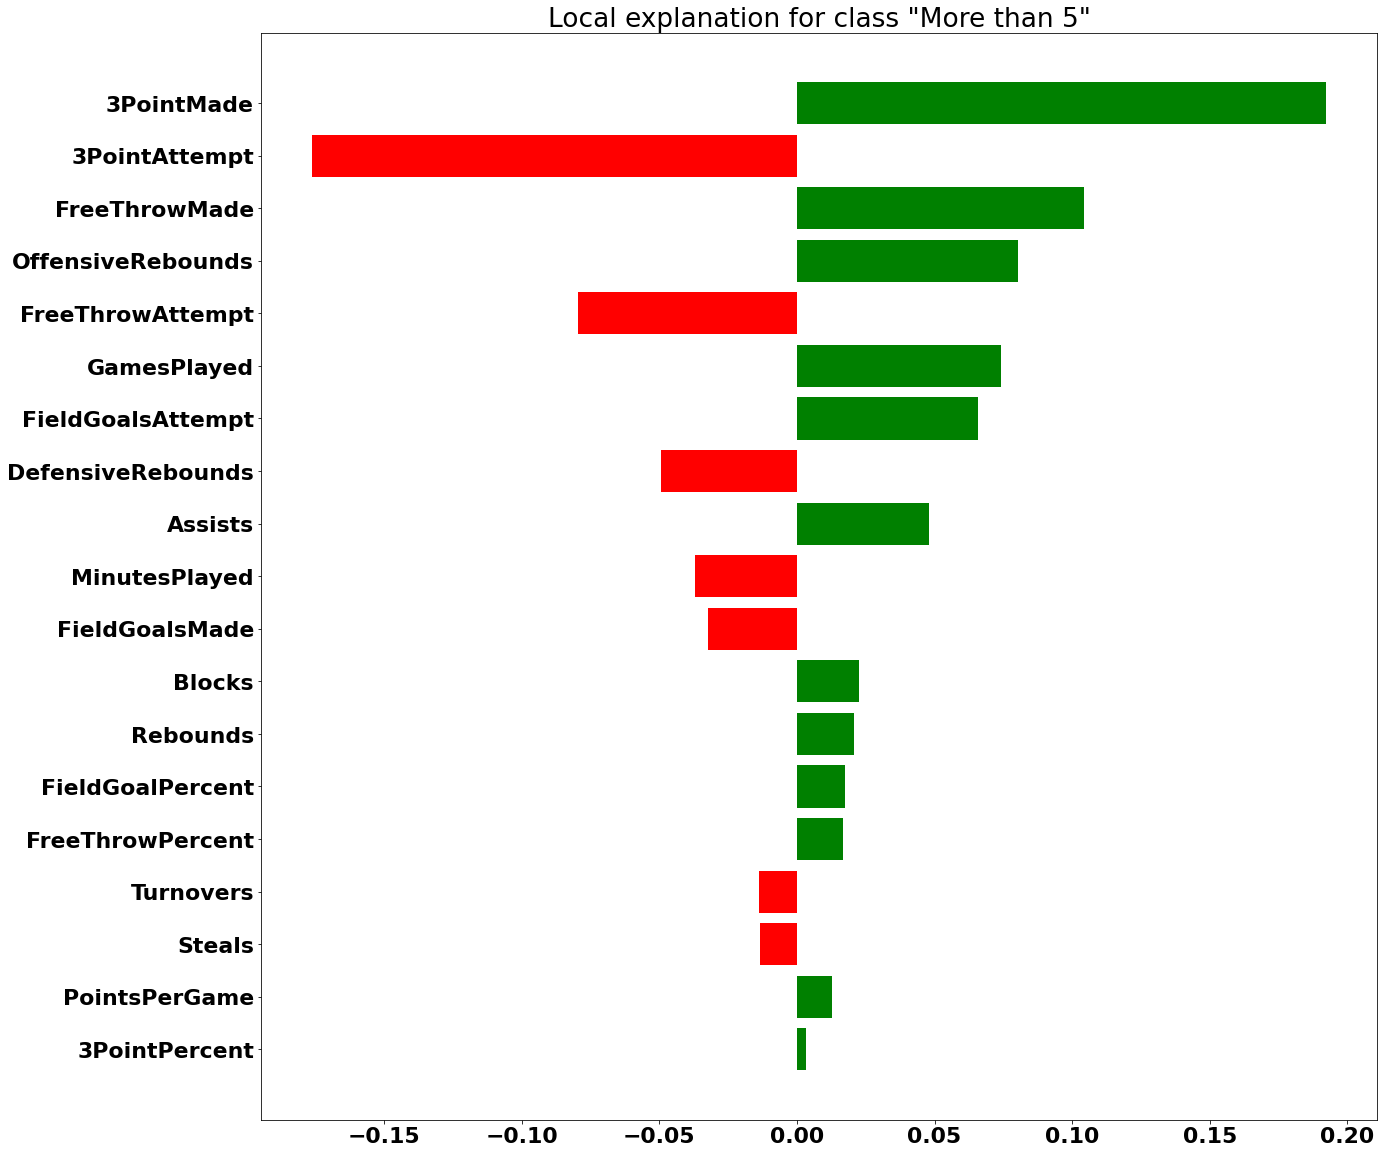 Local explanation for class "More than 5"
3PointMade
3PointAttempt
FreeThrowMade
OffensiveRebounds
FreeThrowAttempt
GamesPlayed
FieldGoalsAttempt
DefensiveRebounds
Assists
MinutesPlayed
FieldGoalsMade
Blocks
Rebounds
FieldGoalPercent
FreeThrowPercent
Turnovers
Steals
PointsPerGame
3PointPercent
−0.15 −0.10 −0.05 0.00 0.05 0.10 0.15 0.20